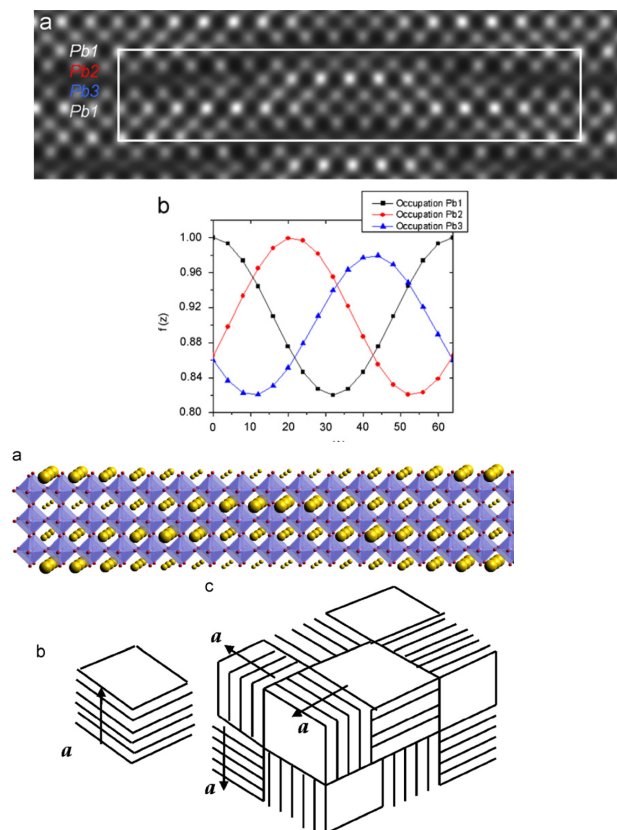 a
Pb1
Pb2
Pb3
Pb1
b
Occupation Pb1
Occupation Pb2
Occupation Pb3
1.00
0.96
0.92
0.88
0.84
0.80
f (z)
0 10 20 30 40 50 60
a
c
b
a
a
a
a